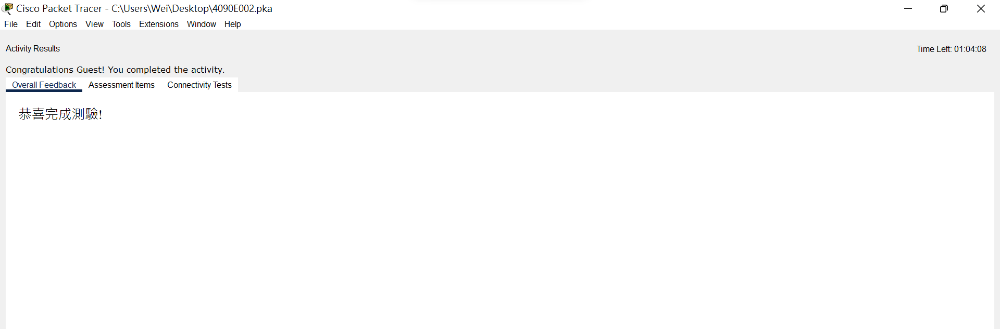 Cisco Packet Tracer - C:\Users\Wei\Desktop\4090E002.pka
File Edit Options View Tools Extensions Window Help
Activity Results
Time Left: 01:04:08
Congratulations Guest! You completed the activity.
Overall Feedback Assessment Items Connectivity Tests
恭喜完成測驗!